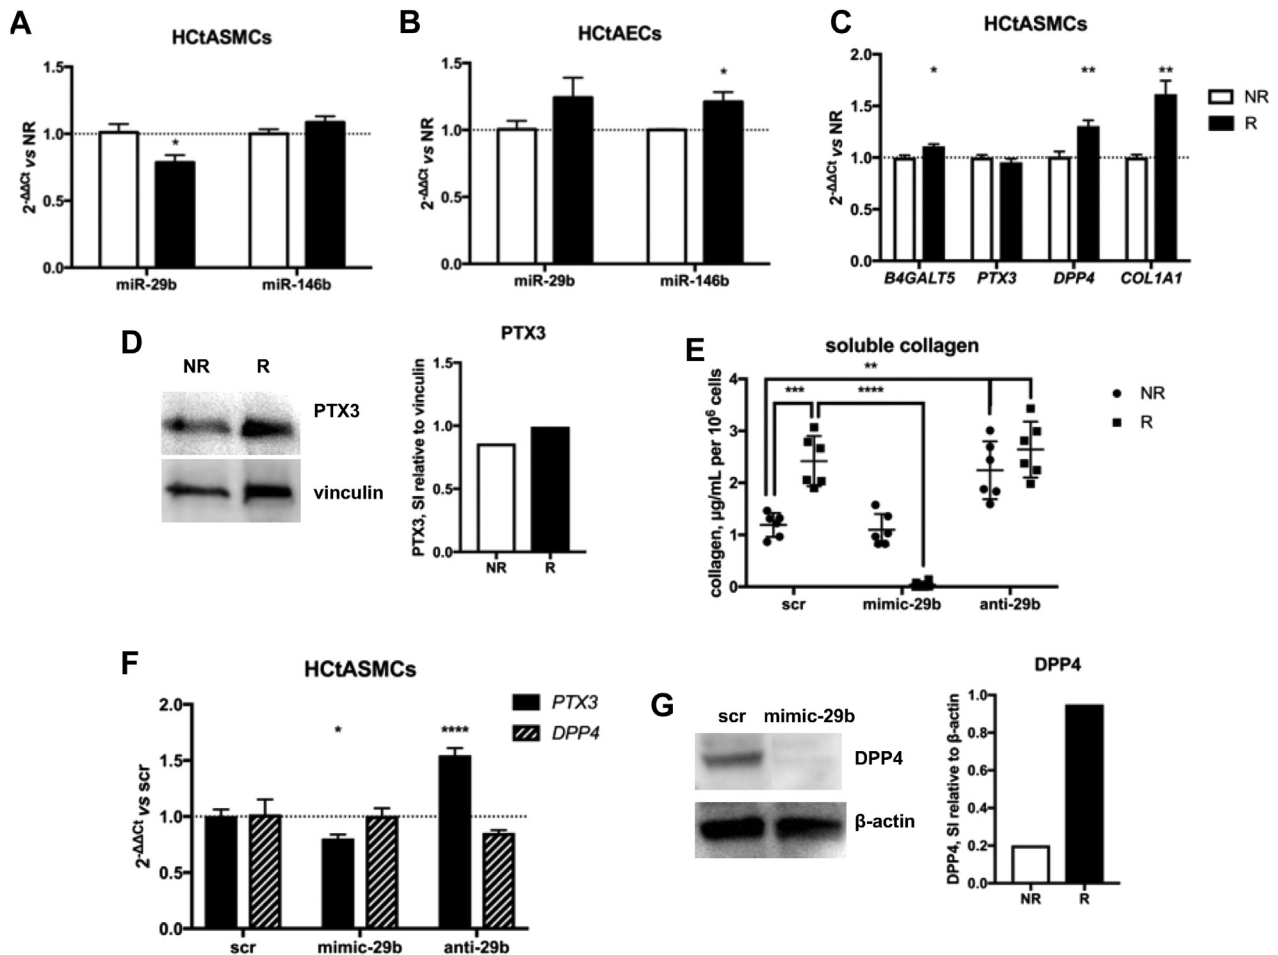 A
HCtASMCs
2-ΔΔCt vs NR
1.5
1.0
0.5
0.0
*
miR-29b
miR-146b
B
HCtAECs
2-ΔΔCt vs NR
1.5
1.0
0.5
0.0
*
miR-29b
miR-146b
C
HCtASMCs
2-ΔΔCt vs NR
2.0
1.5
1.0
0.5
0.0
*
**
**
B4GALT5
PTX3
DPP4
COL1A1
NR
R
D
NR
R
PTX3
vinculin
PTX3
PTX3, SI relative to vinculin
1.5
1.0
0.5
0.0
NR
R
E
soluble collagen
collagen, µg/mL per 10⁶ cells
4
3
2
1
0
**
***
****
scr
mimic-29b
anti-29b
NR
R
F
HCtASMCs
2-ΔΔCt vs scr
2.0
1.5
1.0
0.5
0.0
*
****
scr
mimic-29b
anti-29b
PTX3
DPP4
G
scr mimic-29b
DPP4
β-actin
DPP4
DPP4, SI relative to β-actin
1.0
0.8
0.6
0.4
0.2
0.0
NR
R